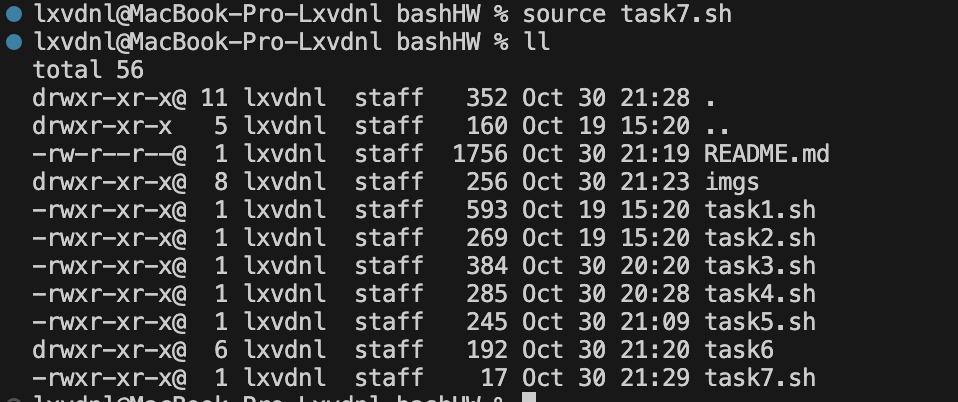 lxvdnl@MacBook-Pro-Lxvdnl bashHW % source task7.sh
lxvdnl@MacBook-Pro-Lxvdnl bashHW % ll
total 56
drwxr-xr-x@ 11 lxvdnl  staff   352 Oct 30 21:28 .
drwxr-xr-x   5 lxvdnl  staff   160 Oct 19 15:20 ..
-rw-r--r--@  1 lxvdnl  staff  1756 Oct 30 21:19 README.md
drwxr-xr-x@  8 lxvdnl  staff   256 Oct 30 21:23 imgs
-rwxr-xr-x@  1 lxvdnl  staff   593 Oct 19 15:20 task1.sh
-rwxr-xr-x@  1 lxvdnl  staff   269 Oct 19 15:20 task2.sh
-rwxr-xr-x@  1 lxvdnl  staff   384 Oct 30 20:20 task3.sh
-rwxr-xr-x@  1 lxvdnl  staff   285 Oct 30 20:28 task4.sh
-rwxr-xr-x@  1 lxvdnl  staff   245 Oct 30 21:09 task5.sh
drwxr-xr-x@  6 lxvdnl  staff   192 Oct 30 21:20 task6
-rwxr-xr-x@  1 lxvdnl  staff    17 Oct 30 21:29 task7.sh
lxvdnl@MacBook-Pro-Lxvdnl bashHW %